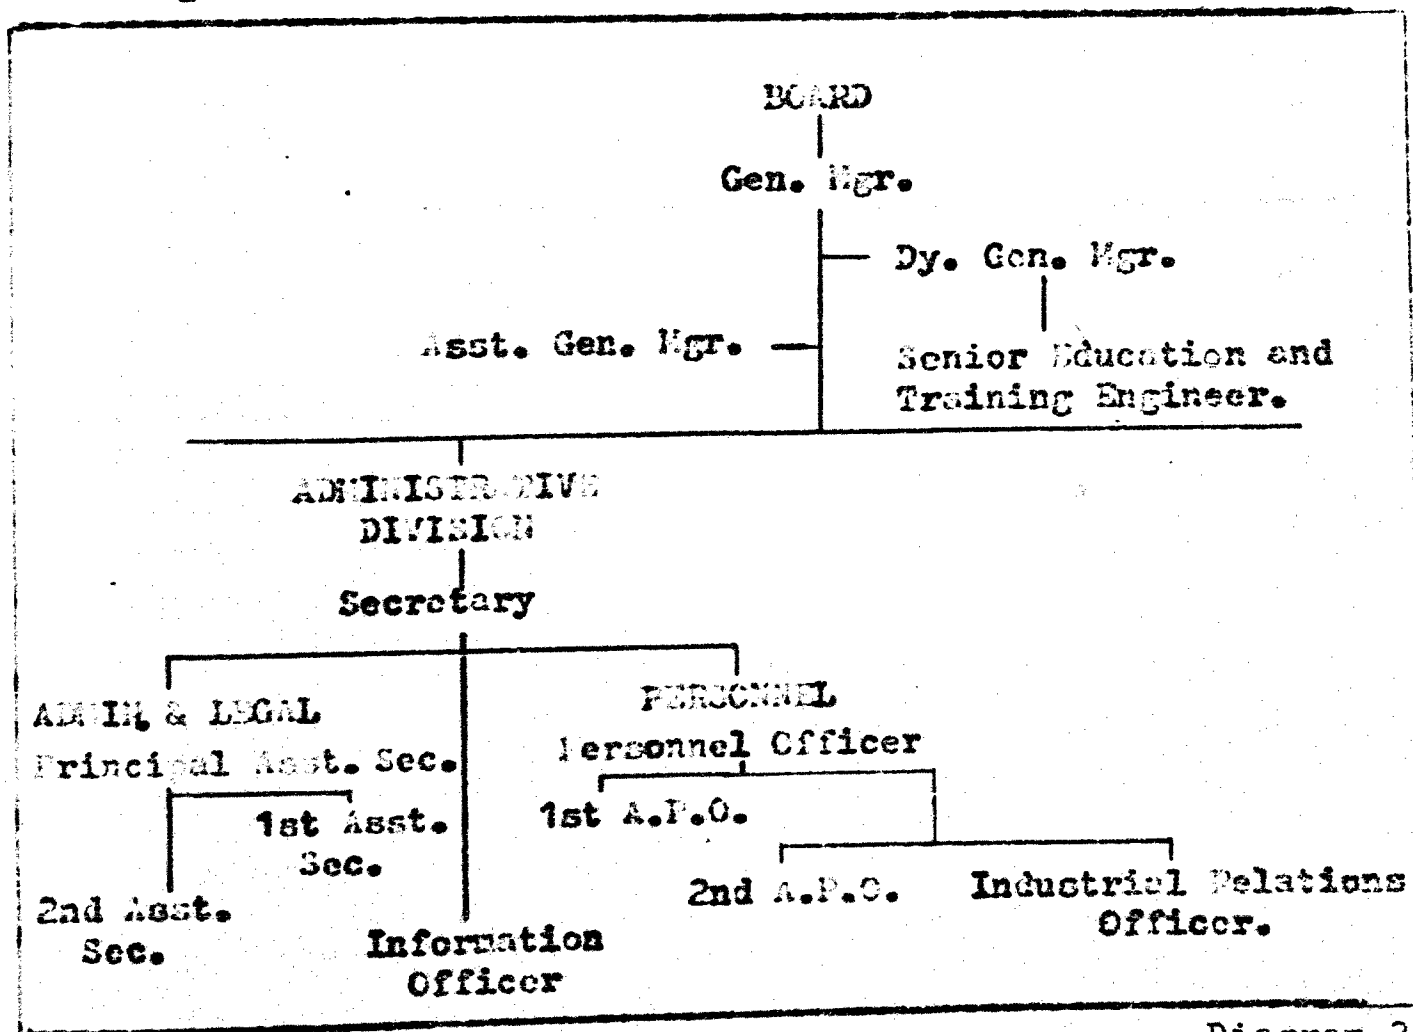 BOARD
Gen. Mgr.
Dy. Gen. Mgr.
Asst. Gen. Mgr.
Senior Education and
Training Engineer.
ADMINISTRATIVE
DIVISION
Secretary
ADMIN. & LEGAL
Principal Asst. Sec.
1st Asst.
Sec.
2nd Asst.
Sec.
Information
Officer
PERSONNEL
Personnel Officer
1st A.P.O.
2nd A.P.O.
Industrial Relations
Officer.